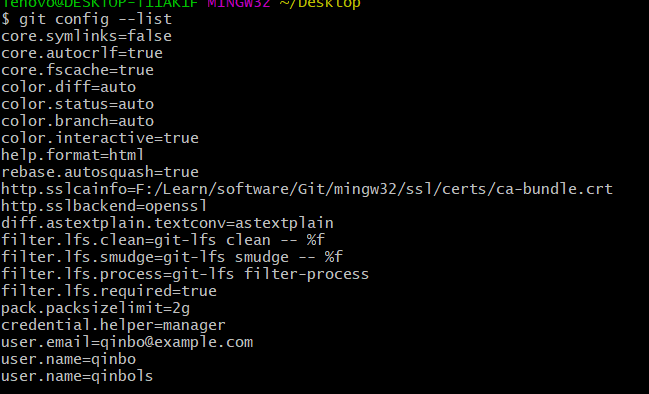 lenovo@DESKTOP-T11AK1F MINGW32 ~/Desktop
$ git config --list
core.symlinks=false
core.autocrlf=true
core.fscache=true
color.diff=auto
color.status=auto
color.branch=auto
color.interactive=true
help.format=html
rebase.autosquash=true
http.sslcainfo=F:/Learn/software/Git/mingw32/ssl/certs/ca-bundle.crt
http.sslbackend=openssl
diff.astextplain.textconv=astextplain
filter.lfs.clean=git-lfs clean -- %f
filter.lfs.smudge=git-lfs smudge -- %f
filter.lfs.process=git-lfs filter-process
filter.lfs.required=true
pack.packsizelimit=2g
credential.helper=manager
user.email=qinbo@example.com
user.name=qinbo
user.name=qinbols